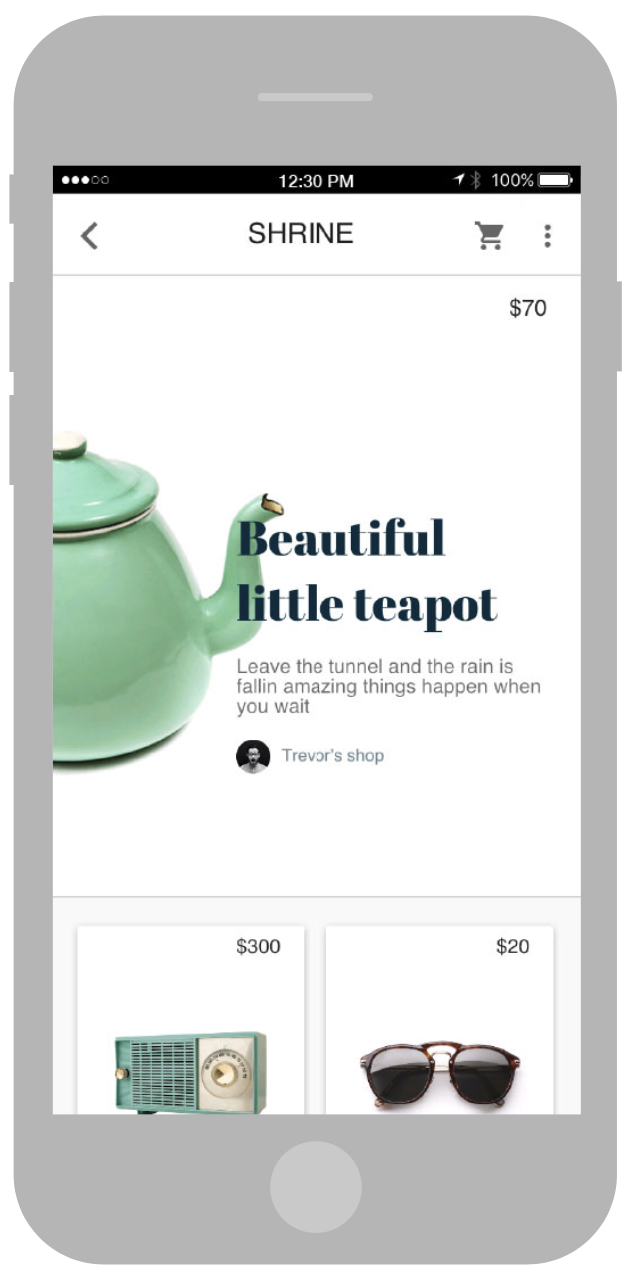 12:30 PM 100%
SHRINE
$70
Beautiful
little teapot
Leave the tunnel and the rain is
fallin amazing things happen when
you wait
Trevor's shop
$300 $20